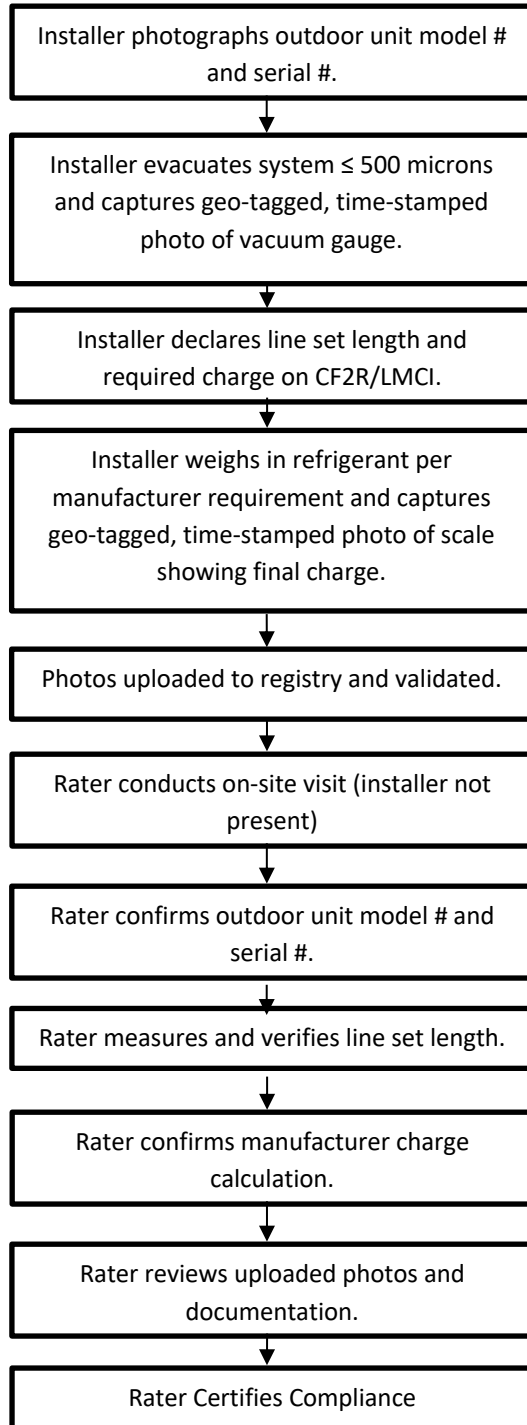 Installer photographs outdoor unit model #
and serial #.
Installer evacuates system ≤ 500 microns
and captures geo-tagged, time-stamped
photo of vacuum gauge.
Installer declares line set length and
required charge on CF2R/LMCI.
Installer weighs in refrigerant per
manufacturer requirement and captures
geo-tagged, time-stamped photo of scale
showing final charge.
Photos uploaded to registry and validated.
Rater conducts on-site visit (installer not
present)
Rater confirms outdoor unit model # and
serial #.
Rater measures and verifies line set length.
Rater confirms manufacturer charge
calculation.
Rater reviews uploaded photos and
documentation.
Rater Certifies Compliance